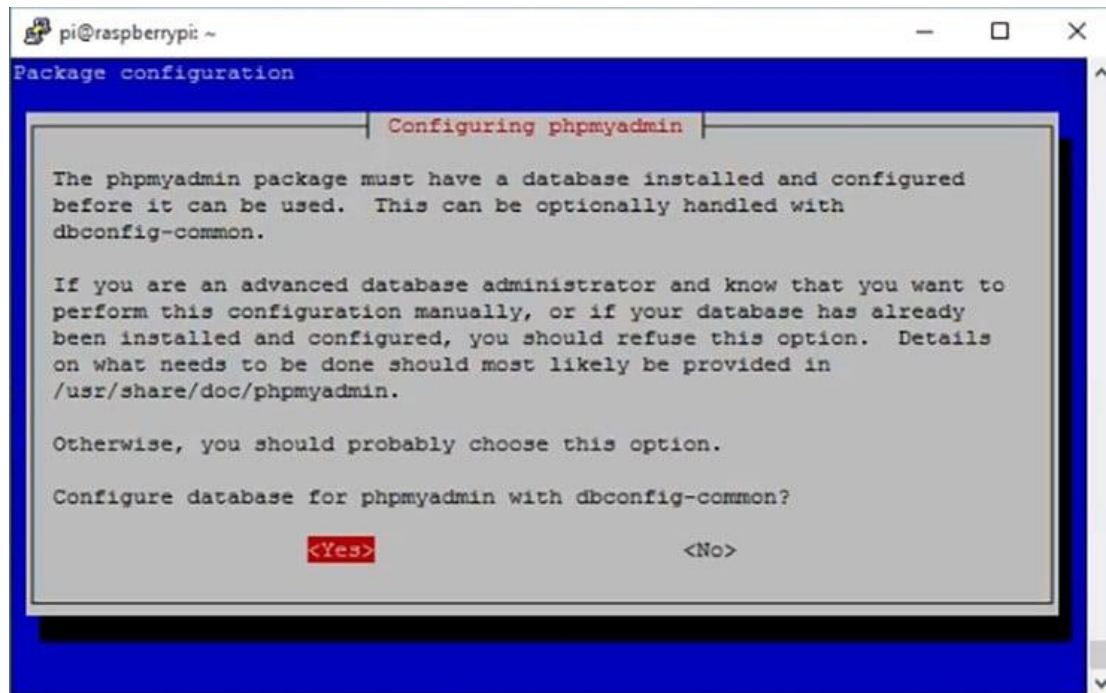 pi@raspberrypi: ~
Package configuration
Configuring phpmyadmin
The phpmyadmin package must have a database installed and configured
before it can be used.  This can be optionally handled with
dbconfig-common.
If you are an advanced database administrator and know that you want to
perform this configuration manually, or if your database has already
been installed and configured, you should refuse this option.  Details
on what needs to be done should most likely be provided in
/usr/share/doc/phpmyadmin.
Otherwise, you should probably choose this option.
Configure database for phpmyadmin with dbconfig-common?
<Yes> <No>